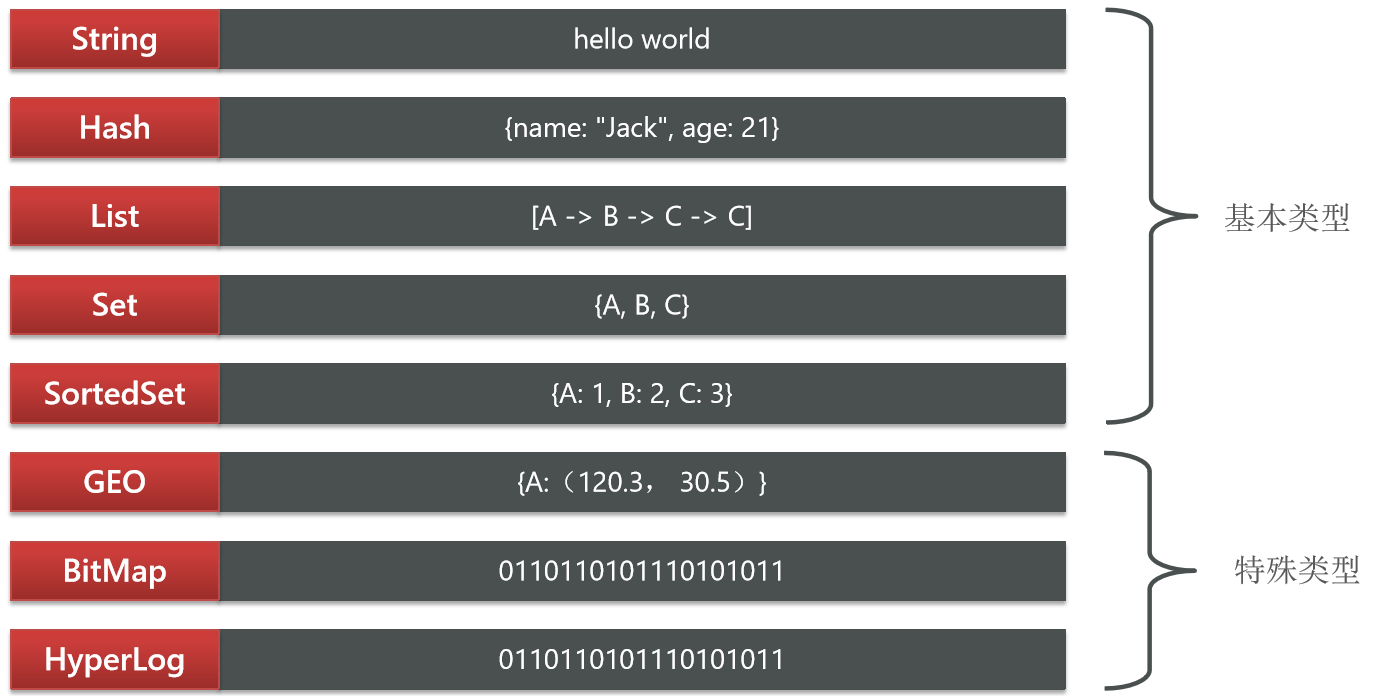 String
hello world
Hash
{name: "Jack", age: 21}
List
[A -> B -> C -> C]
Set
{A, B, C}
SortedSet
{A: 1, B: 2, C: 3}
基本类型
GEO
{A:（120.3， 30.5）}
BitMap
0110110101110101011
HyperLog
0110110101110101011
特殊类型